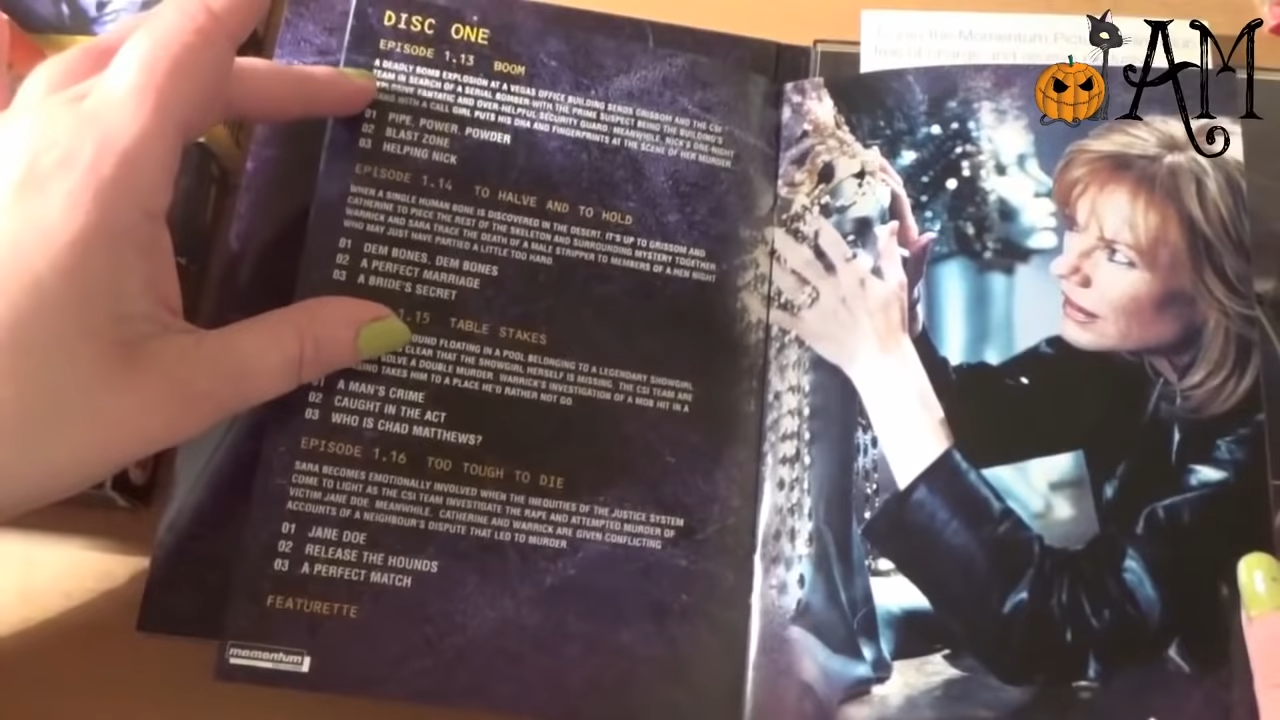 DISC ONE
EPISODE 1.13 BOOM
A DEADLY BOMB EXPLOSION AT A VEGAS OFFICE BUILDING SENDS GRISSOM AND THE CSI
TEAM IN SEARCH OF A SERIAL BOMBER WITH THE PRIME SUSPECT BEING THE BUILDING'S
FANTATIC AND OVER-HELPFUL SECURITY GUARD. MEANWHILE, NICK'S ONE-NIGHT
WITH A CALL GIRL PUTS HIS DNA AND FINGERPRINTS AT THE SCENE OF HER MURDER
01 PIPE, POWER, POWDER
02 BLAST ZONE
03 HELPING NICK
EPISODE 1.14 TO HALVE AND TO HOLD
WHEN A SINGLE HUMAN BONE IS DISCOVERED IN THE DESERT, IT'S UP TO GRISSOM AND
CATHERINE TO PIECE THE REST OF THE SKELETON AND SURROUNDING MYSTERY TOGETHER.
WARRICK AND SARA TRACE THE DEATH OF A MALE STRIPPER TO MEMBERS OF A HEN NIGHT
WHO MAY JUST HAVE PARTIED A LITTLE TOO HARD.
01 DEM BONES, DEM BONES
02 A PERFECT MARRIAGE
03 A BRIDE'S SECRET
1.15 TABLE STAKES
FLOATING IN A POOL BELONGING TO A LEGENDARY SHOWGIRL
CLEAR THAT THE SHOWGIRL HERSELF IS MISSING. THE CSI TEAM ARE
SOLVE A DOUBLE MURDER. WARRICK'S INVESTIGATION OF A MOB HIT IN A
TAKES HIM TO A PLACE HE'D RATHER NOT GO
01 A MAN'S CRIME
02 CAUGHT IN THE ACT
03 WHO IS CHAD MATTHEWS?
EPISODE 1.16 TOO TOUGH TO DIE
SARA BECOMES EMOTIONALLY INVOLVED WHEN THE INEQUITIES OF THE JUSTICE SYSTEM
COME TO LIGHT AS THE CSI TEAM INVESTIGATE THE RAPE AND ATTEMPTED MURDER OF
VICTIM JANE DOE. MEANWHILE, CATHERINE AND WARRICK ARE GIVEN CONFLICTING
ACCOUNTS OF A NEIGHBOUR'S DISPUTE THAT LED TO MURDER.
01 JANE DOE
02 RELEASE THE HOUNDS
03 A PERFECT MATCH
FEATURETTE
momentum
AM